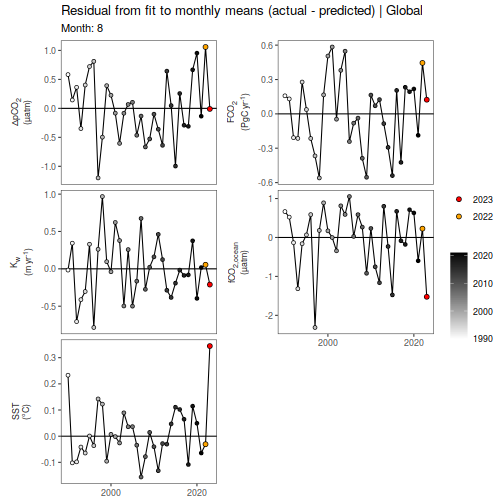 Residual from fit to monthly means (actual - predicted) | Global
Month: 8
ΔpCO2
(µatm)
1.0
0.5
0.0
-0.5
-1.0
FCO2
(PgC yr-1)
0.6
0.3
0.0
-0.3
-0.6
Kw
(m yr-1)
1.0
0.5
0.0
-0.5
fCO2,ocean
(µatm)
1
0
-1
-2
2000
2020
SST
(°C)
0.3
0.2
0.1
0.0
-0.1
2000
2020
2023
2022
2020
2010
2000
1990